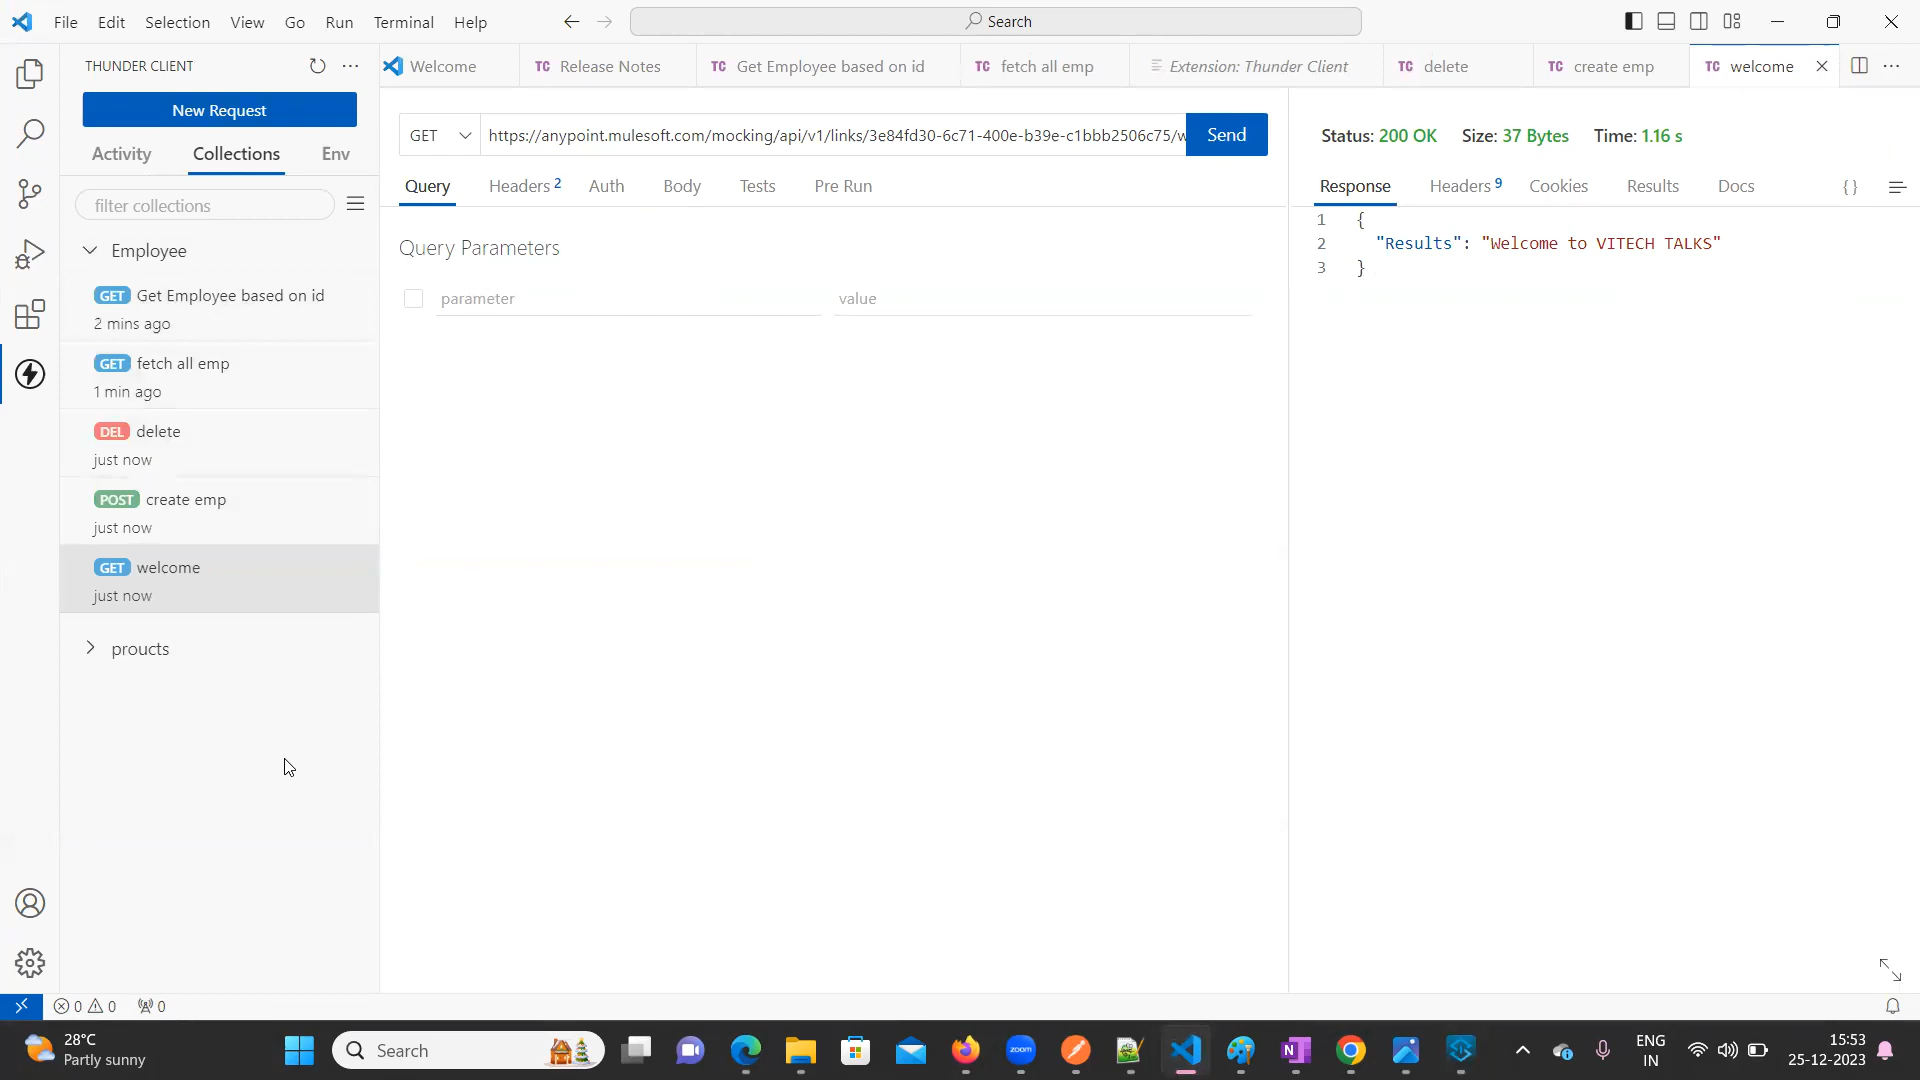 File Edit Selection View Go Run Terminal Help
Search
THUNDER CLIENT
New Request
Activity Collections Env
filter collections
Employee
GET Get Employee based on id
2 mins ago
GET fetch all emp
1 min ago
DEL delete
just now
POST create emp
just now
GET welcome
just now
proucts
Welcome
TC Release Notes
TC Get Employee based on id
TC fetch all emp
Extension: Thunder Client
TC delete
TC create emp
TC welcome
GET https://anypoint.mulesoft.com/mocking/api/v1/links/3e84fd30-6c71-400e-b39e-c1bbb2506c75/w Send
Query Headers 2 Auth Body Tests Pre Run
Query Parameters
parameter value
Status: 200 OK Size: 37 Bytes Time: 1.16 s
Response Headers 9 Cookies Results Docs { }
1 {
2 "Results": "Welcome to VITECH TALKS"
3 }
0 0 0
28°C
Partly sunny
Search
zoom
N
ENG
IN
15:53
25-12-2023